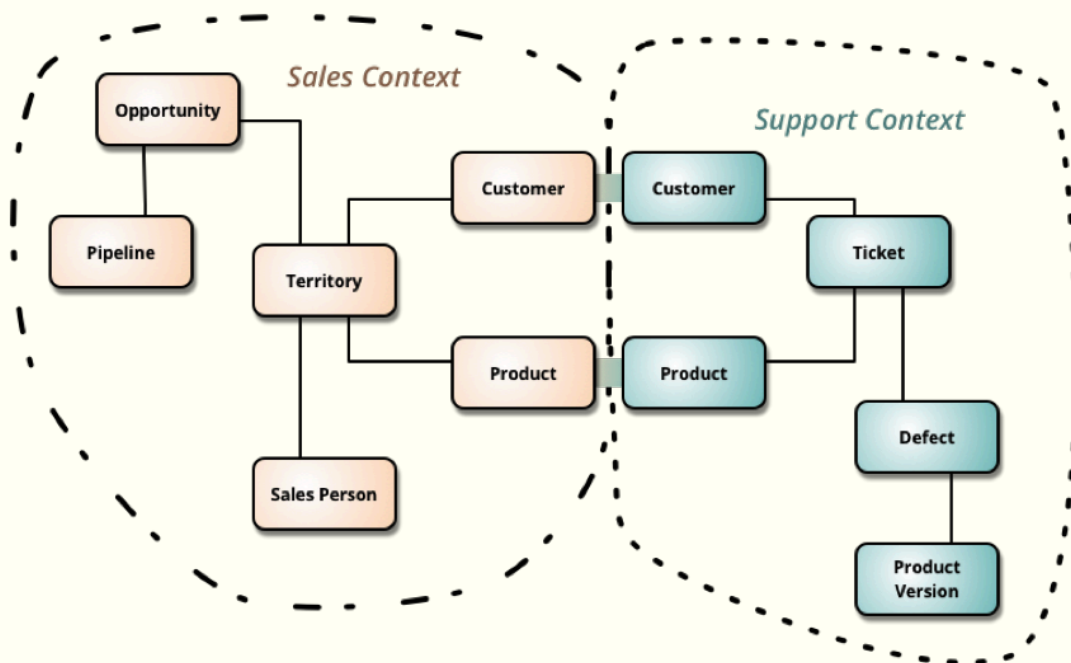 Sales Context
Opportunity
Support Context
Customer
Customer
Pipeline
Ticket
Territory
Product
Product
Defect
Sales Person
Product
Version